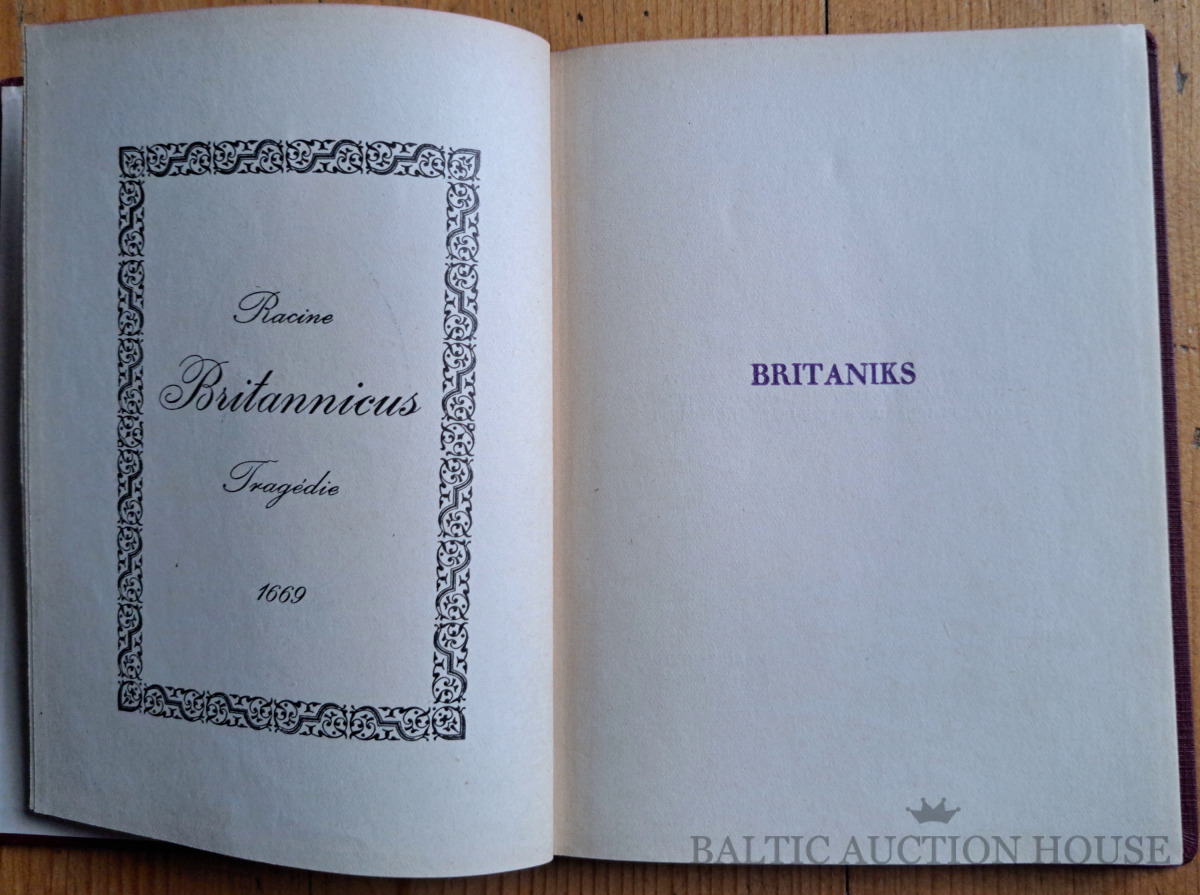 Racine
Britannicus
Tragédie
1669
BRITANIKS
BALTIC AUCTION HOUSE